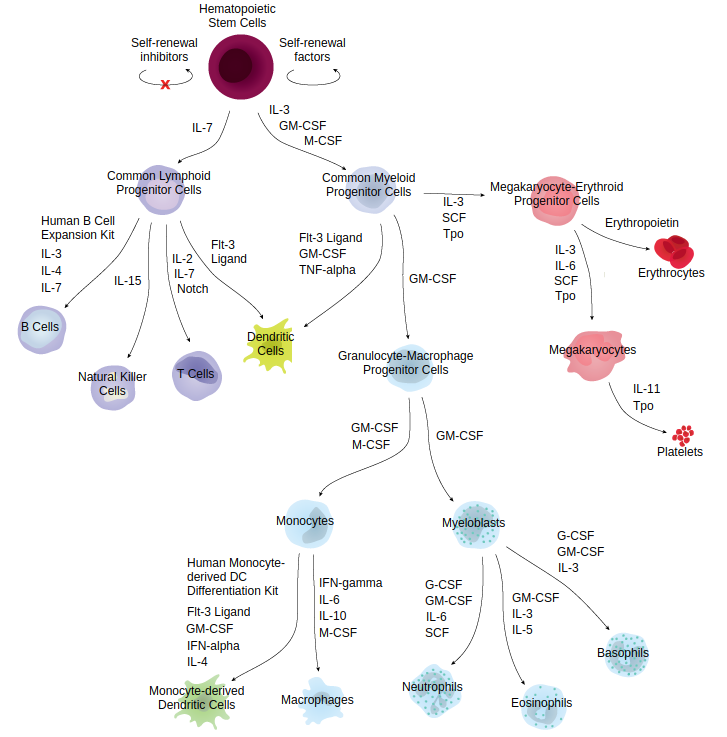 Hematopoietic
Stem Cells
Self-renewal
inhibitors
Self-renewal
factors
IL-7
IL-3
GM-CSF
M-CSF
Common Lymphoid
Progenitor Cells
Common Myeloid
Progenitor Cells
IL-3
SCF
Tpo
Megakaryocyte-Erythroid
Progenitor Cells
Erythropoietin
Erythrocytes
Human B Cell
Expansion Kit
IL-3
IL-4
IL-7
IL-15
IL-2
IL-7
Notch
Flt-3
Ligand
Flt-3 Ligand
GM-CSF
TNF-alpha
GM-CSF
IL-3
IL-6
SCF
Tpo
B Cells
Natural Killer
Cells
T Cells
Dendritic
Cells
Granulocyte-Macrophage
Progenitor Cells
Megakaryocytes
IL-11
Tpo
Platelets
GM-CSF
M-CSF
GM-CSF
Monocytes
Myeloblasts
Human Monocyte-
derived DC
Differentiation Kit
Flt-3 Ligand
GM-CSF
IFN-alpha
IL-4
IFN-gamma
IL-6
IL-10
M-CSF
G-CSF
GM-CSF
IL-6
SCF
GM-CSF
IL-3
IL-5
G-CSF
GM-CSF
IL-3
Monocyte-derived
Dendritic Cells
Macrophages
Neutrophils
Eosinophils
Basophils